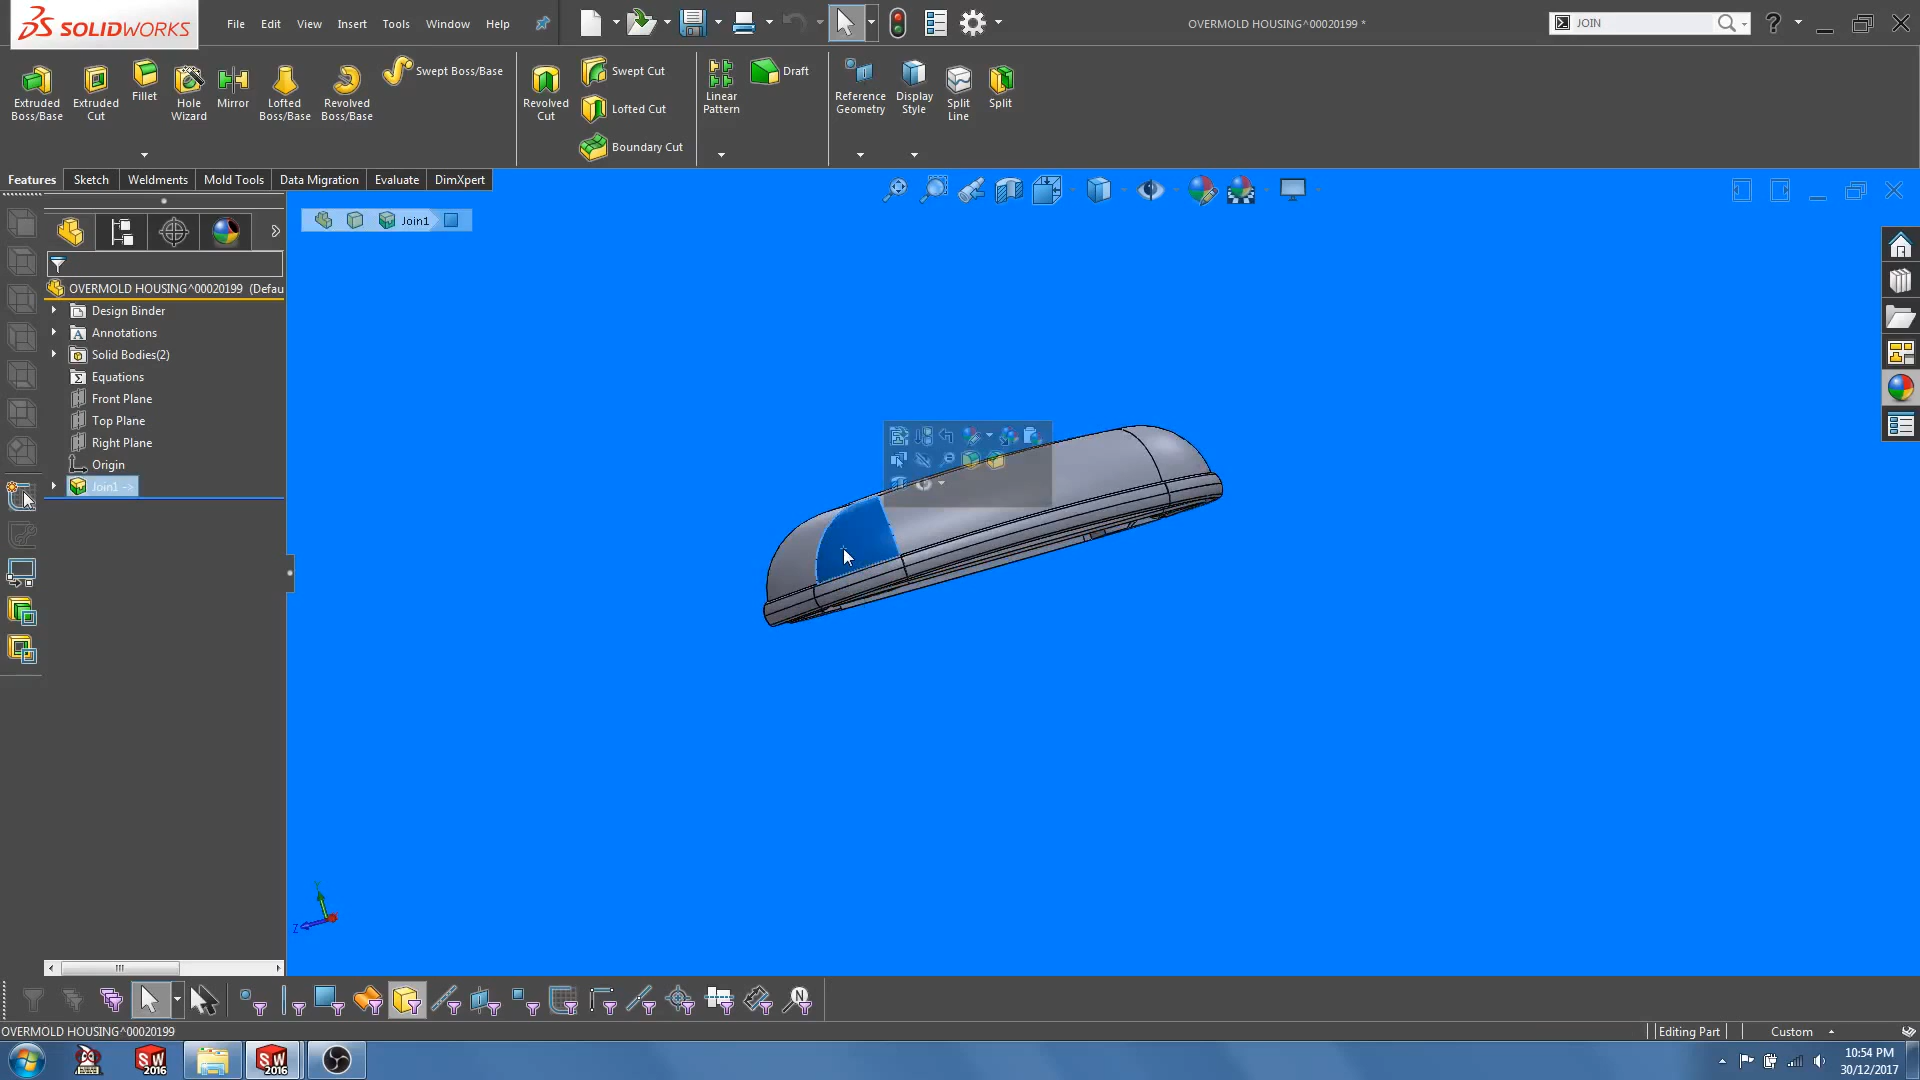 SOLIDWORKS
File Edit View Insert Tools Window Help
OVERMOLD HOUSING^00020199 *
JOIN
Extruded Boss/Base
Extruded Cut
Fillet
Hole Wizard
Mirror
Lofted Boss/Base
Revolved Boss/Base
Swept Boss/Base
Revolved Cut
Swept Cut
Lofted Cut
Boundary Cut
Linear Pattern
Draft
Reference Geometry
Display Style
Split Line
Split
Features Sketch Weldments Mold Tools Data Migration Evaluate DimXpert
Join1
OVERMOLD HOUSING^00020199 (Defau
Design Binder
Annotations
Solid Bodies(2)
Equations
Front Plane
Top Plane
Right Plane
Origin
Join1 ->
Y
Z
OVERMOLD HOUSING^00020199
Editing Part
Custom
SW 2016
SW 2016
10:54 PM
30/12/2017